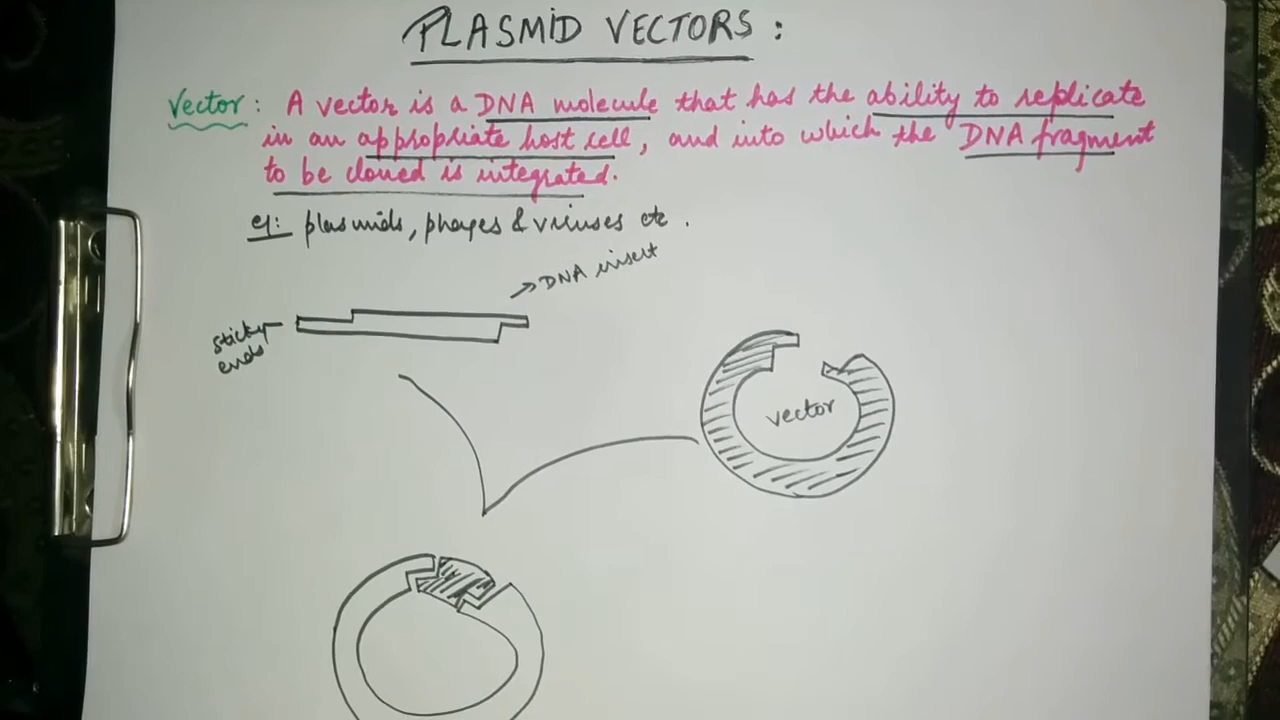 PLASMID VECTORS :
Vector : A vector is a DNA molecule that has the ability to replicate
in an appropriate host cell, and into which the DNA fragment
to be cloned is integrated.
eg: plasmids, phages & viruses etc .
→ DNA insert
sticky
ends
vector